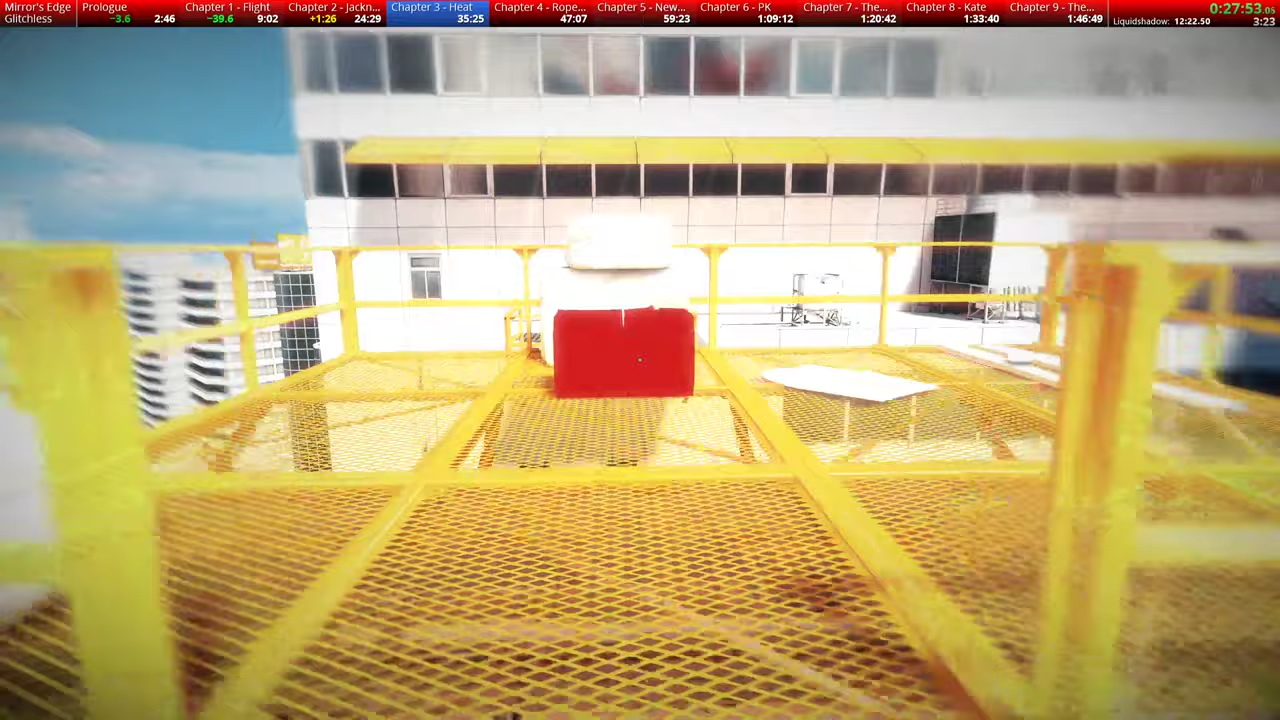 Mirror's Edge
Glitchless
Prologue
−3.6 2:46
Chapter 1 - Flight
−39.6 9:02
Chapter 2 - Jackn...
+1:26 24:29
Chapter 3 - Heat
35:25
Chapter 4 - Rope...
47:07
Chapter 5 - New...
59:23
Chapter 6 - PK
1:09:12
Chapter 7 - The...
1:20:42
Chapter 8 - Kate
1:33:40
Chapter 9 - The...
1:46:49
0:27:53.05
Liquidshadow: 12:22.50 3:23